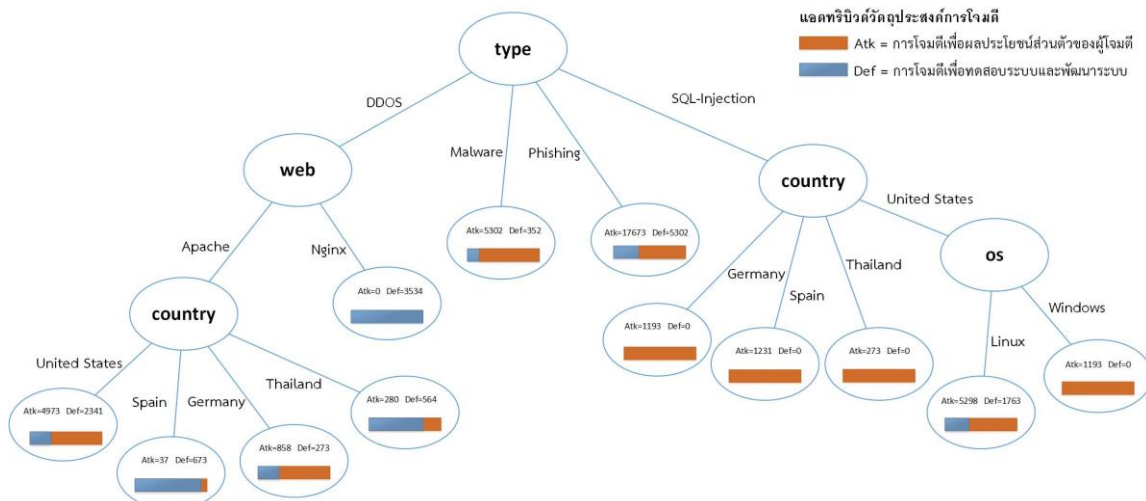 แอดทริบิวต์วัตถุประสงค์การโจมตี
Atk = การโจมตีเพื่อผลประโยชน์ส่วนตัวของผู้โจมตี
Def = การโจมตีเพื่อทดสอบระบบและพัฒนาระบบ
type
DDOS
Malware
Phishing
SQL-Injection
web
country
Apache
Nginx
Atk=5302 Def=352
Atk=17673 Def=5302
United States
Germany
Spain
Thailand
os
country
Atk=0 Def=3534
Atk=1193 Def=0
Atk=1231 Def=0
Atk=273 Def=0
Linux
Windows
Atk=5298 Def=1763
Atk=1193 Def=0
United States
Spain
Germany
Thailand
Atk=4973 Def=2341
Atk=37 Def=673
Atk=858 Def=273
Atk=280 Def=564